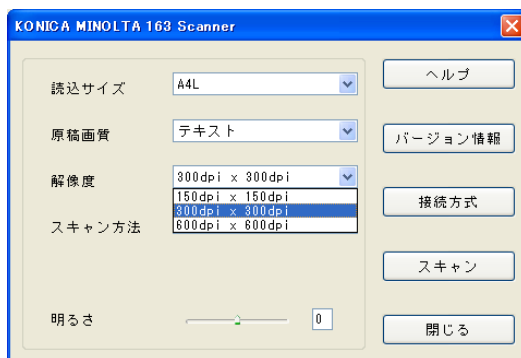 KONICA MINOLTA 163 Scanner
読込サイズ
A4L
ヘルプ
原稿画質
テキスト
バージョン情報
解像度
300dpi x 300dpi
150dpi x 150dpi
300dpi x 300dpi
600dpi x 600dpi
接続方式
スキャン方法
スキャン
明るさ
0
閉じる